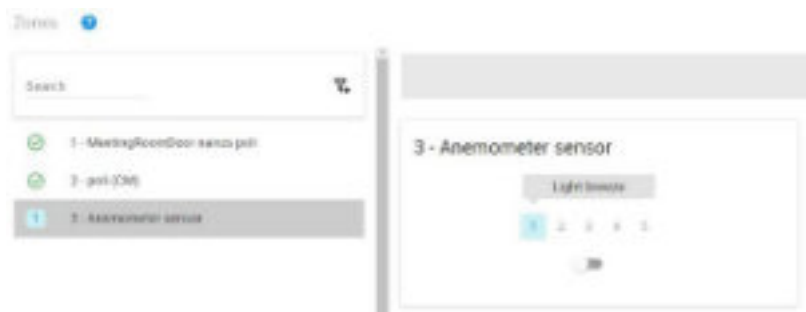 Zones
Search
1 - MeetingRoomDoor
2 - poli (CM)
3 - Anemometer sensor
3 - Anemometer sensor
Light breeze
1 2 3 4 5